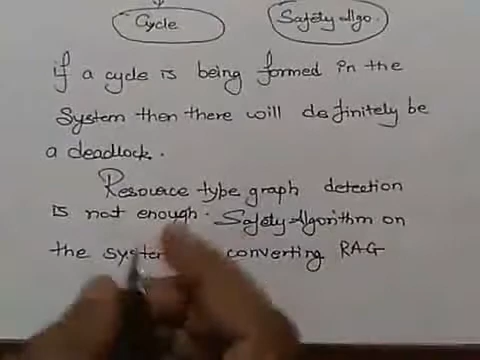 Cycle
Safety Algo.
if a cycle is being formed in the
System then there will definitely be
a deadlock.
Resource type graph detection
is not enough. Safety Algorithm on
the system converting RAG